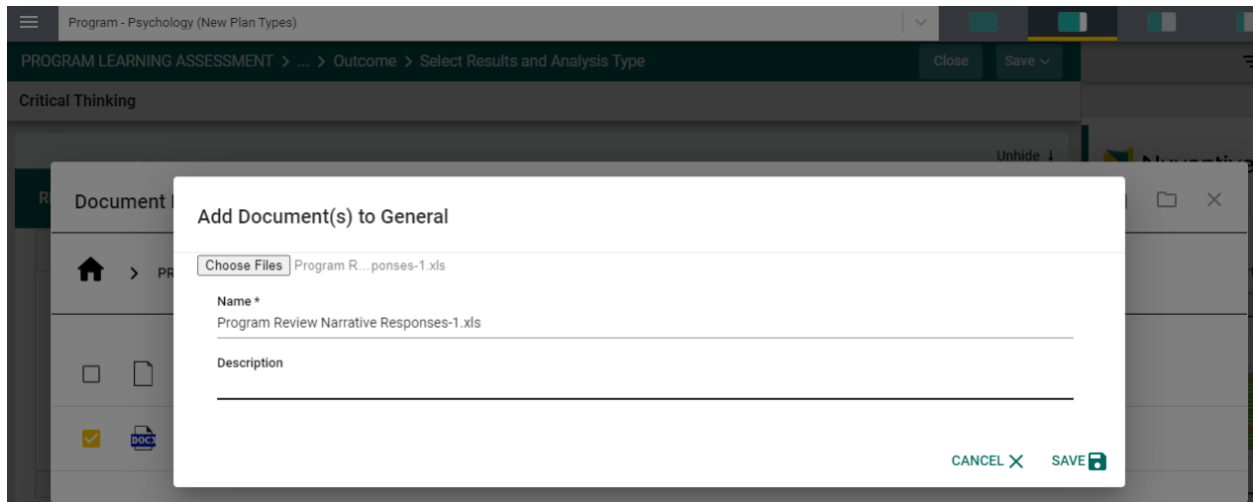 Program - Psychology (New Plan Types)
PROGRAM LEARNING ASSESSMENT > ... > Outcome > Select Results and Analysis Type
Close
Save
Critical Thinking
Unhide ↓
Document
Add Document(s) to General
Choose Files Program R...ponses-1.xls
Name *
Program Review Narrative Responses-1.xls
Description
DOCX
CANCEL
SAVE